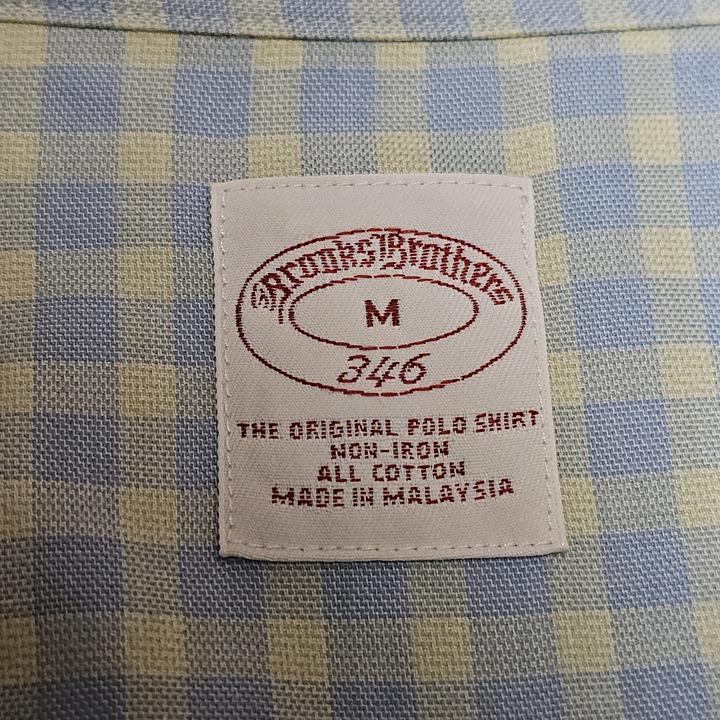 Brooks Brothers
M
346
THE ORIGINAL POLO SHIRT
NON-IRON
ALL COTTON
MADE IN MALAYSIA